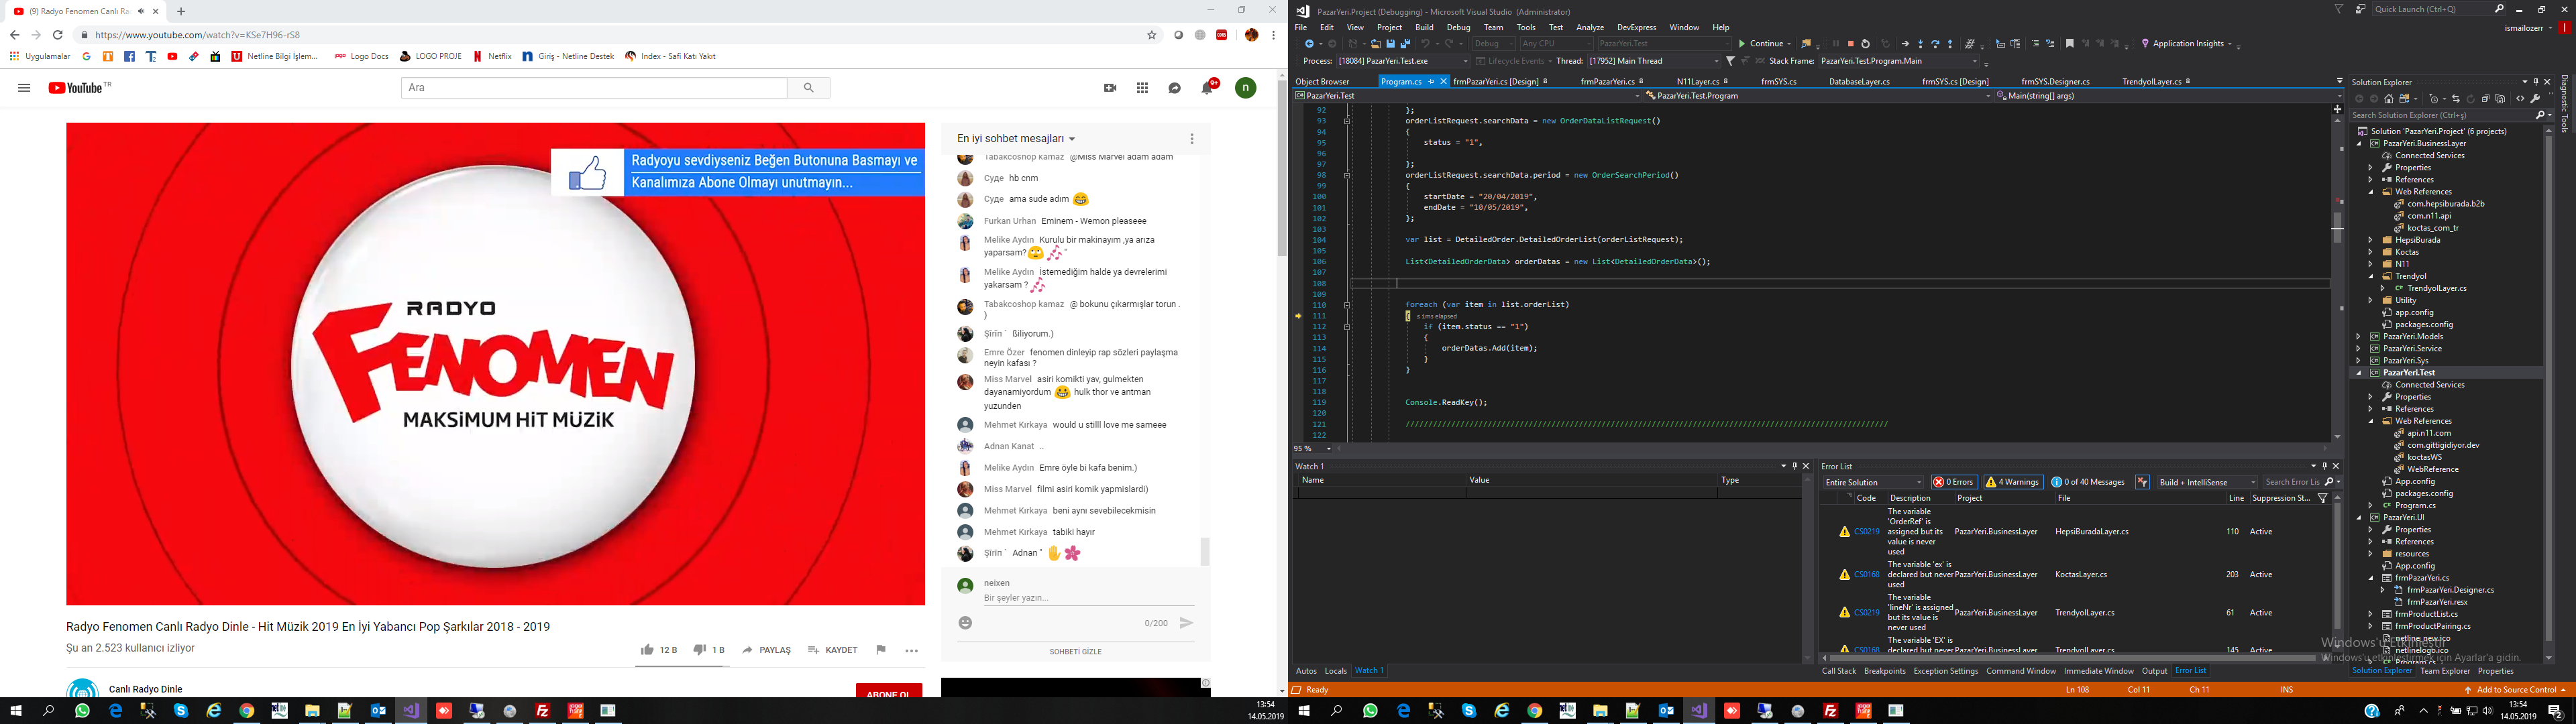 (9) Radyo Fenomen Canlı Ra
https://www.youtube.com/watch?v=KSe7H96-rS8
Uygulamalar
Netline Bilgi İşlem...
Logo Docs
LOGO PROJE
Netflix
Giriş - Netline Destek
Index - Safi Katı Yakıt
YouTube TR
Ara
9+
n
Radyoyu sevdiyseniz Beğen Butonuna Basmayı ve
Kanalımıza Abone Olmayı unutmayın...
RADYO
FENOMEN
MAKSİMUM HiT MÜZİK
En iyi sohbet mesajları
Tabakcoshop kamaz @Miss Marvel adam adam
Суде hb cnm
Суде ama sude adım
Furkan Urhan Eminem - Wemon pleaseee
Melike Aydın Kurulu bir makinayım ,ya arıza
yaparsam? "
Melike Aydın İstemediğim halde ya devrelerimi
yakarsam ?
Tabakcoshop kamaz @ bokunu çıkarmışlar torun .
)
Şîrîn ` ßiliyorum.)
Emre Özer fenomen dinleyip rap sözleri paylaşma
neyin kafası ?
Miss Marvel asiri komikti yav, gulmekten
dayanamiyordum hulk thor ve antman
yuzunden
Mehmet Kırkaya would u stilll love me sameee
Adnan Kanat ..
Melike Aydın Emre öyle bi kafa benim.)
Miss Marvel filmi asiri komik yapmislardi)
Mehmet Kırkaya beni aynı sevebilecekmisin
Mehmet Kırkaya tabiki hayır
Şîrîn ` Adnan "
neixen
Bir şeyler yazın...
0/200
SOHBETİ GİZLE
Radyo Fenomen Canlı Radyo Dinle - Hit Müzik 2019 En İyi Yabancı Pop Şarkılar 2018 - 2019
Şu an 2.523 kullanıcı izliyor
12 B
1 B
PAYLAŞ
KAYDET
Canlı Radyo Dinle
ABONE OL
13:54
14.05.2019
PazarYeri.Project (Debugging) - Microsoft Visual Studio (Administrator)
Quick Launch (Ctrl+Q)
File Edit View Project Build Debug Team Tools Test Analyze DevExpress Window Help
ismailozerr
Debug Any CPU PazarYeri.Test Continue Application Insights
Process: [18084] PazarYeri.Test.exe Lifecycle Events Thread: [17952] Main Thread Stack Frame: PazarYeri.Test.Program.Main
Object Browser Program.cs frmPazarYeri.cs [Design] frmPazarYeri.cs N11Layer.cs frmSYS.cs DatabaseLayer.cs frmSYS.cs [Design] frmSYS.Designer.cs TrendyolLayer.cs
PazarYeri.Test PazarYeri.Test.Program Main(string[] args)
92 };
93 orderListRequest.searchData = new OrderDataListRequest()
94 {
95 status = "1",
96
97 };
98 orderListRequest.searchData.period = new OrderSearchPeriod()
99 {
100 startDate = "20/04/2019",
101 endDate = "10/05/2019",
102 };
103
104 var list = DetailedOrder.DetailedOrderList(orderListRequest);
105
106 List<DetailedOrderData> orderDatas = new List<DetailedOrderData>();
107
108
109
110 foreach (var item in list.orderList)
111 { ≤ 1ms elapsed
112 if (item.status == "1")
113 {
114 orderDatas.Add(item);
115 }
116 }
117
118
119 Console.ReadKey();
120
121 ////////////////////////////////////////////////////////////////////////////////////////////////////////////
122
95 %
Watch 1
Name Value Type
Error List
Entire Solution 0 Errors 4 Warnings 0 of 40 Messages Build + IntelliSense Search Error Lis
Code Description Project File Line Suppression St...
CS0219 The variable 'OrderRef' is assigned but its value is never used PazarYeri.BusinessLayer HepsiBuradaLayer.cs 110 Active
CS0168 The variable 'ex' is declared but never used PazarYeri.BusinessLayer KoctasLayer.cs 203 Active
CS0219 The variable 'lineNr' is assigned but its value is never used PazarYeri.BusinessLayer TrendyolLayer.cs 61 Active
CS0168 The variable 'EX' is declared but never PazarYeri.BusinessLayer TrendyolLayer.cs 145 Active
Autos Locals Watch 1
Call Stack Breakpoints Exception Settings Command Window Immediate Window Output Error List
Solution Explorer
Search Solution Explorer (Ctrl+ş)
Solution 'PazarYeri.Project' (6 projects)
PazarYeri.BusinessLayer
Connected Services
Properties
References
Web References
com.hepsiburada.b2b
com.n11.api
koctas_com_tr
HepsiBurada
Koctas
N11
Trendyol
TrendyolLayer.cs
Utility
app.config
packages.config
PazarYeri.Models
PazarYeri.Service
PazarYeri.Sys
PazarYeri.Test
Connected Services
Properties
References
Web References
api.n11.com
com.gittigidiyor.dev
koctasWS
WebReference
App.config
packages.config
Program.cs
PazarYeri.UI
Properties
References
resources
App.config
frmPazarYeri.cs
frmPazarYeri.Designer.cs
frmPazarYeri.resx
frmProductList.cs
frmProductPairing.cs
netline_new.ico
netlinelogo.ico
Program.cs
Windows'u Etkinleştir
Windows'u etkinleştirmek için Ayarlar'a gidin.
Solution Explorer Team Explorer Properties
Diagnostic Tools
Ready Ln 108 Col 11 Ch 11 INS Add to Source Control
13:54
14.05.2019